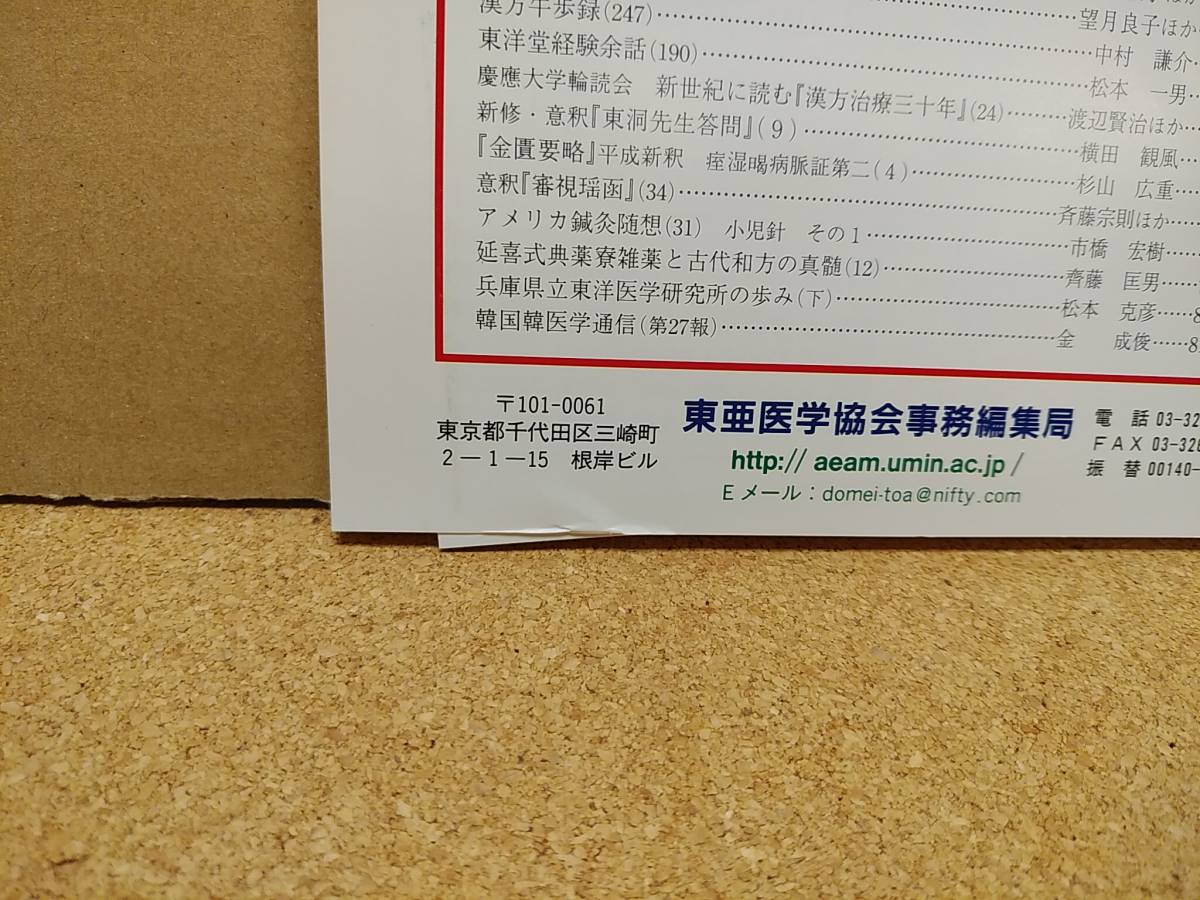 漢方牛歩録(247)……望月良子ほか…
東洋堂経験余話(190)……中村 謙介…
慶應大学輪読会 新世紀に読む『漢方治療三十年』(24)……松本 一男…
新修・意釈『東洞先生答問』(9)……渡辺賢治ほか…
『金匱要略』平成新釈 痓湿暍病脈証第二(4)……横田 観風…
意釈『審視瑶函』(34)……杉山 広重…
アメリカ鍼灸随想(31) 小児針 その1……斉藤宗則ほか…
延喜式典薬寮雑薬と古代和方の真髄(12)……市橋 宏樹…
兵庫県立東洋医学研究所の歩み(下)……齊藤 匡男…
韓国韓医学通信(第27報)……松本 克彦……8
金 成俊……8
〒101-0061
東京都千代田区三崎町
2-1-15 根岸ビル
東亜医学協会事務編集局
http:// aeam.umin.ac.jp /
Eメール:domei-toa@nifty.com
電 話 03-32
FAX 03-326
振 替 00140-